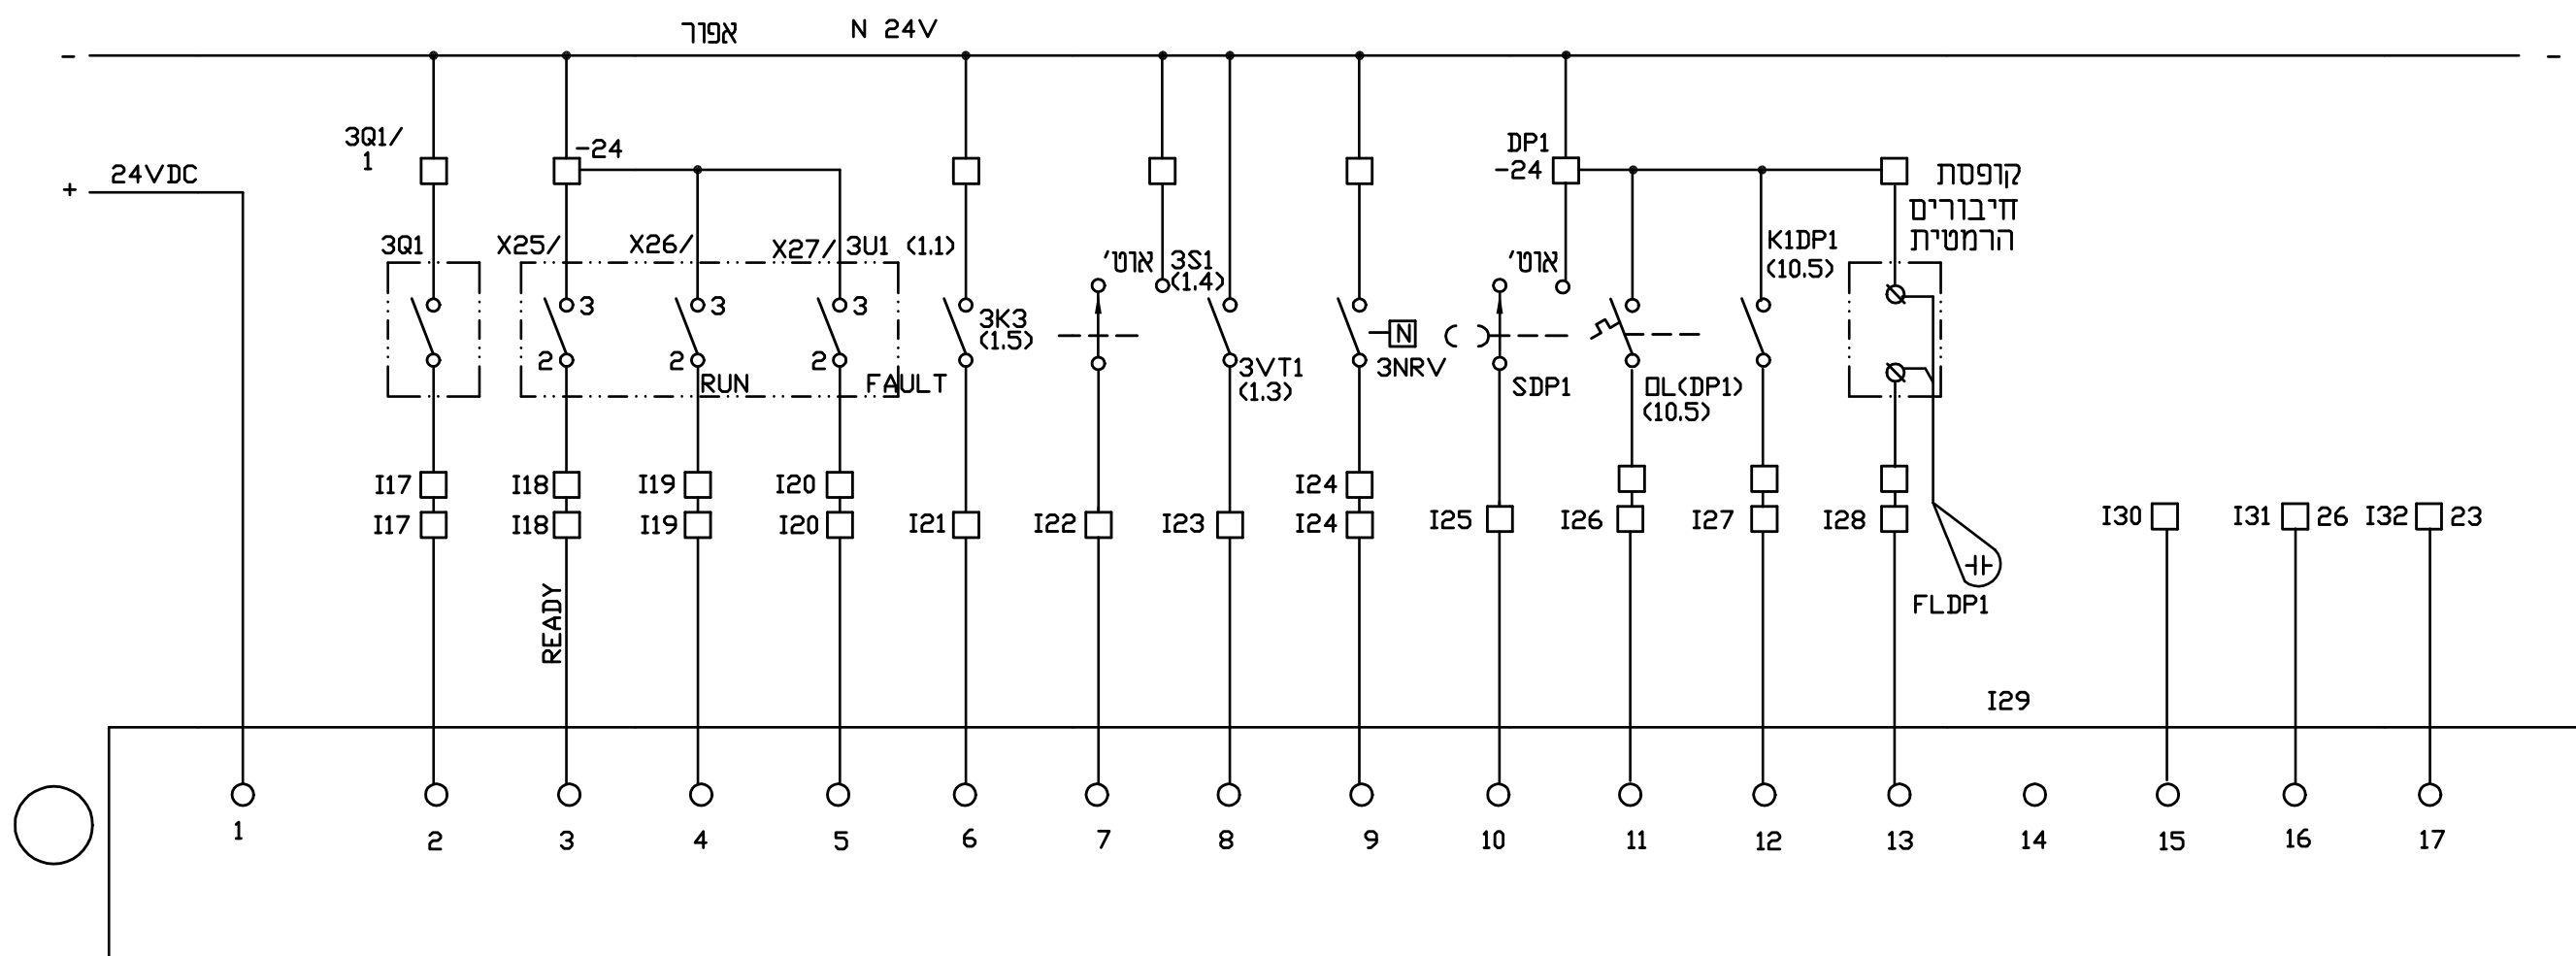 אפור N 24V
-
-
+ 24VDC
3Q1/
1
-24
DP1
-24
קופסת
חיבורים
הרמטית
3Q1
X25/
X26/
X27/
3U1 (1.1)
אוט'
3S1
(1.4)
אוט'
K1DP1
(10.5)
3
3
3
2
2
2
RUN
FAULT
3K3
(1.5)
3VT1
(1.3)
N
3NRV
SDP1
OL(DP1)
(10.5)
I17
I18
I19
I20
I24
I17
I18
I19
I20
I21
I22
I23
I24
I25
I26
I27
I28
I30
I31
26
I32
23
READY
FLDP1
I29
1
2
3
4
5
6
7
8
9
10
11
12
13
14
15
16
17